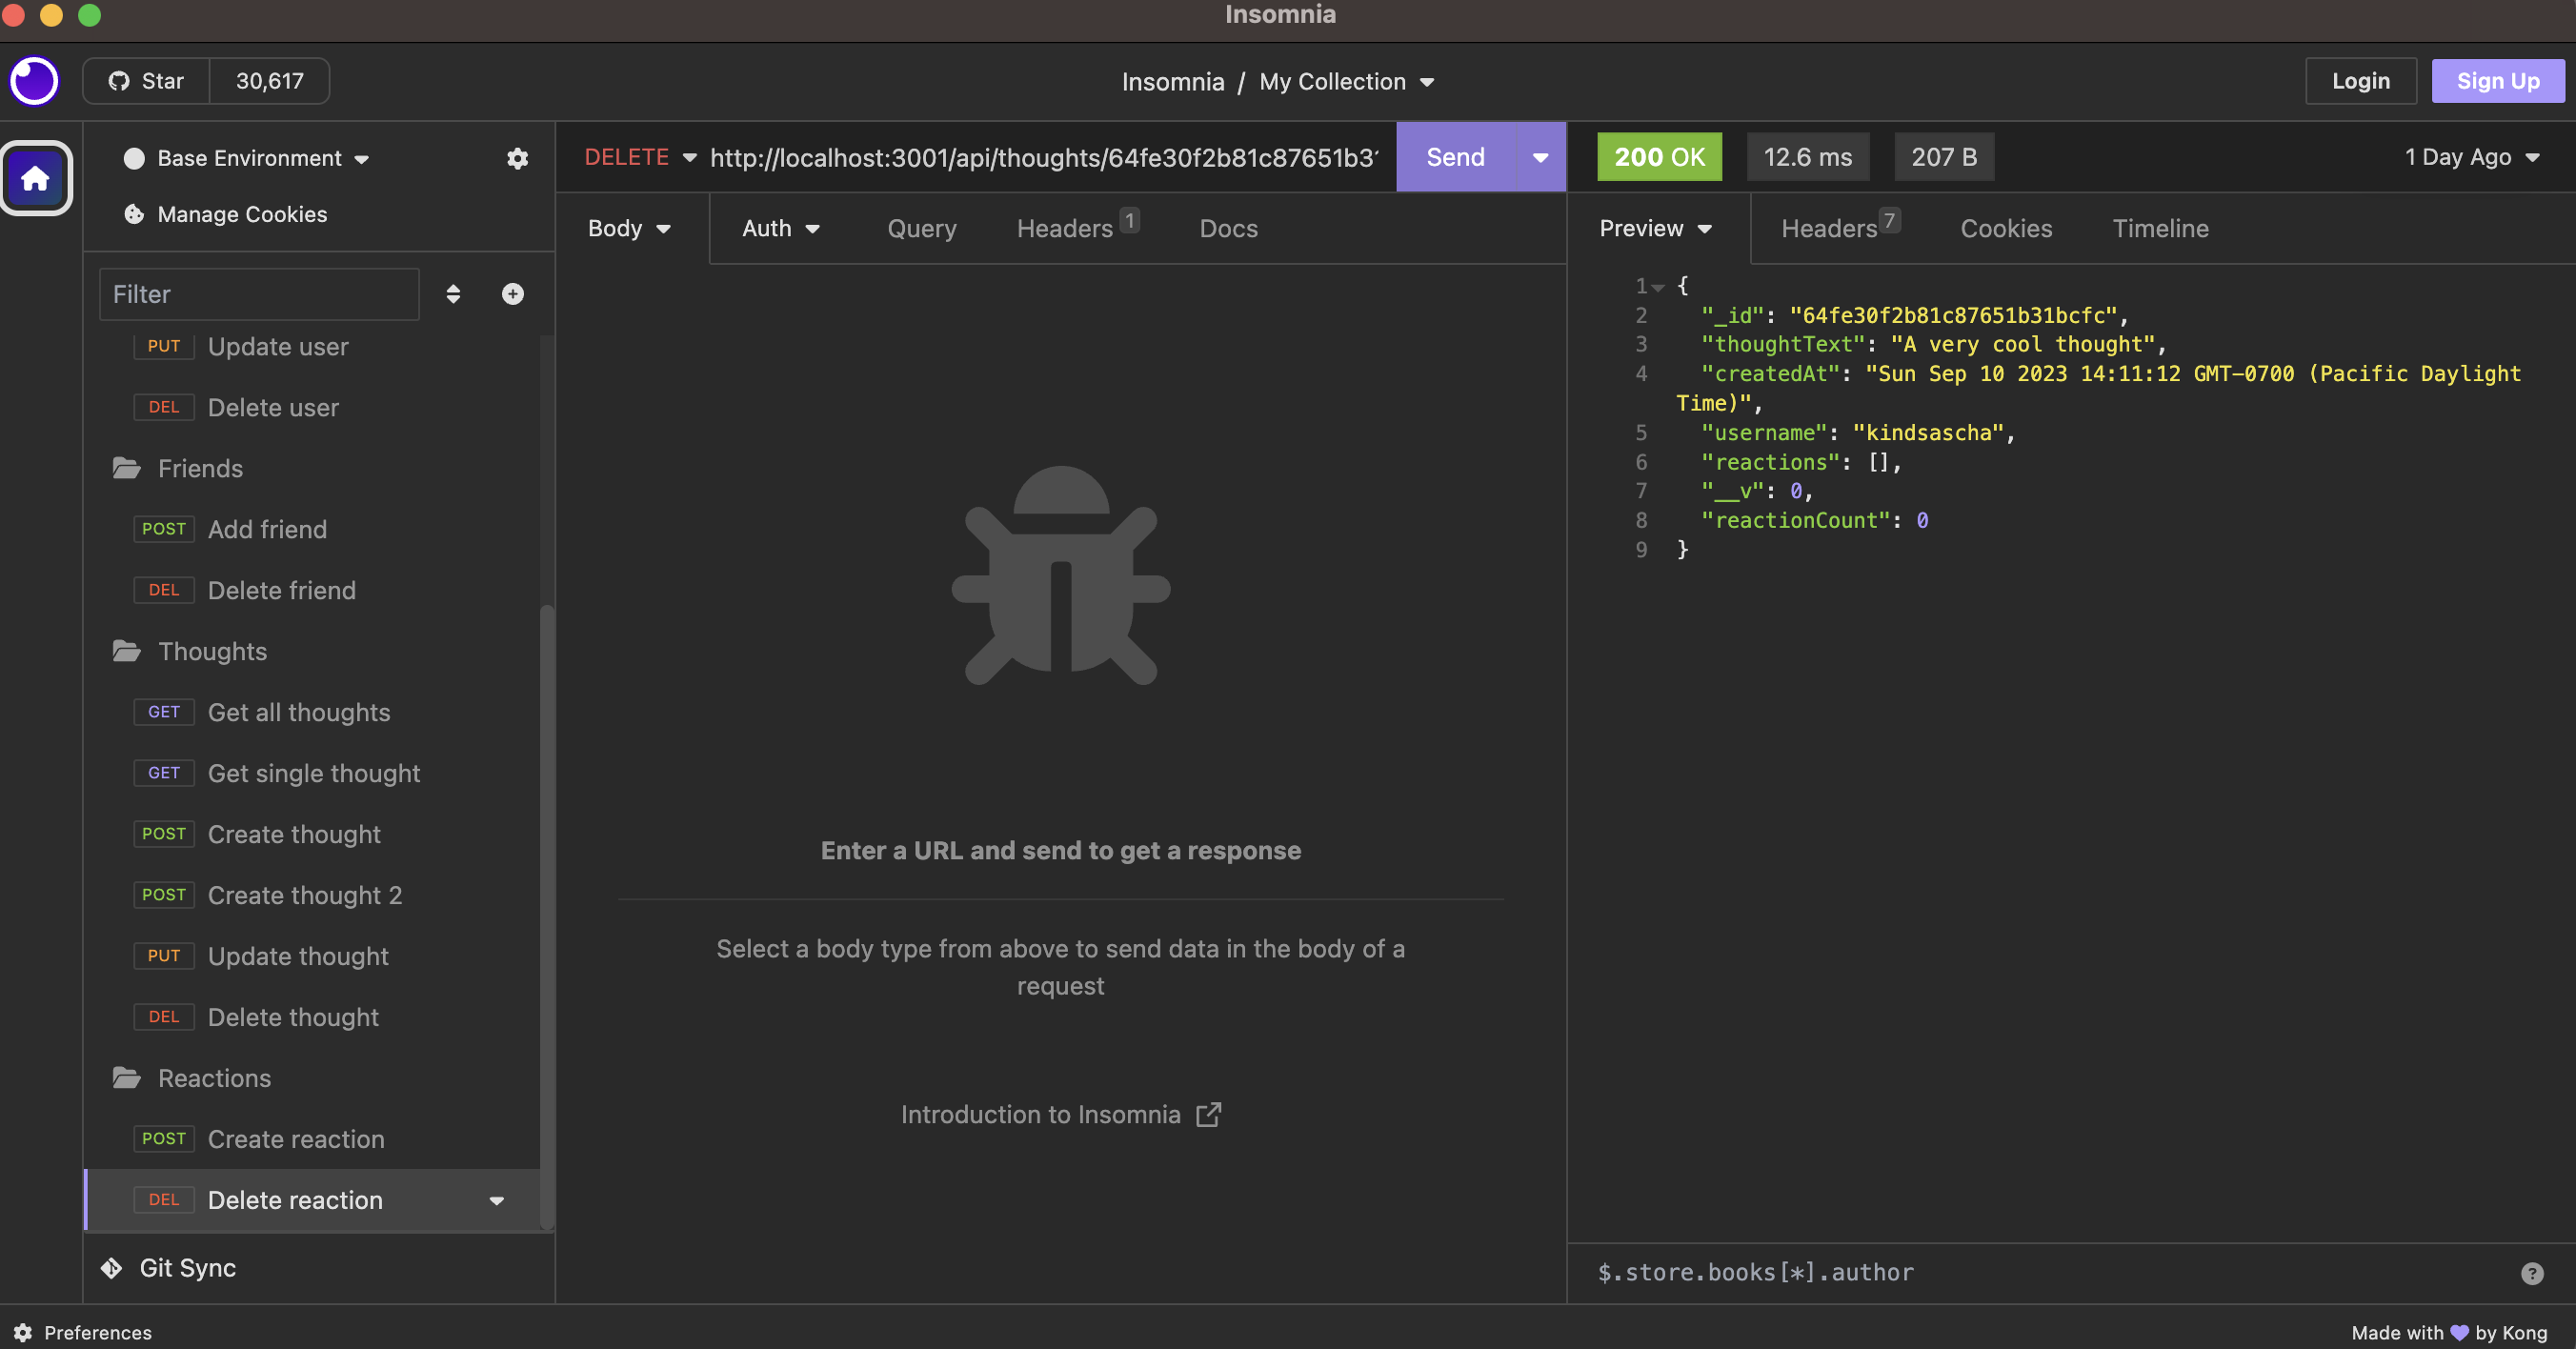 Insomnia
Star 30,617
Insomnia / My Collection
Login
Sign Up
Base Environment
Manage Cookies
Filter
PUT Update user
DEL Delete user
Friends
POST Add friend
DEL Delete friend
Thoughts
GET Get all thoughts
GET Get single thought
POST Create thought
POST Create thought 2
PUT Update thought
DEL Delete thought
Reactions
POST Create reaction
DEL Delete reaction
Git Sync
DELETE http://localhost:3001/api/thoughts/64fe30f2b81c87651b3
Send
Body Auth Query Headers 1 Docs
Enter a URL and send to get a response
Select a body type from above to send data in the body of a
request
Introduction to Insomnia
200 OK 12.6 ms 207 B 1 Day Ago
Preview Headers 7 Cookies Timeline
1 {
2 "_id": "64fe30f2b81c87651b31bcfc",
3 "thoughtText": "A very cool thought",
4 "createdAt": "Sun Sep 10 2023 14:11:12 GMT-0700 (Pacific Daylight
Time)",
5 "username": "kindsascha",
6 "reactions": [],
7 "__v": 0,
8 "reactionCount": 0
9 }
$.store.books[*].author
?
Preferences
Made with 💜 by Kong